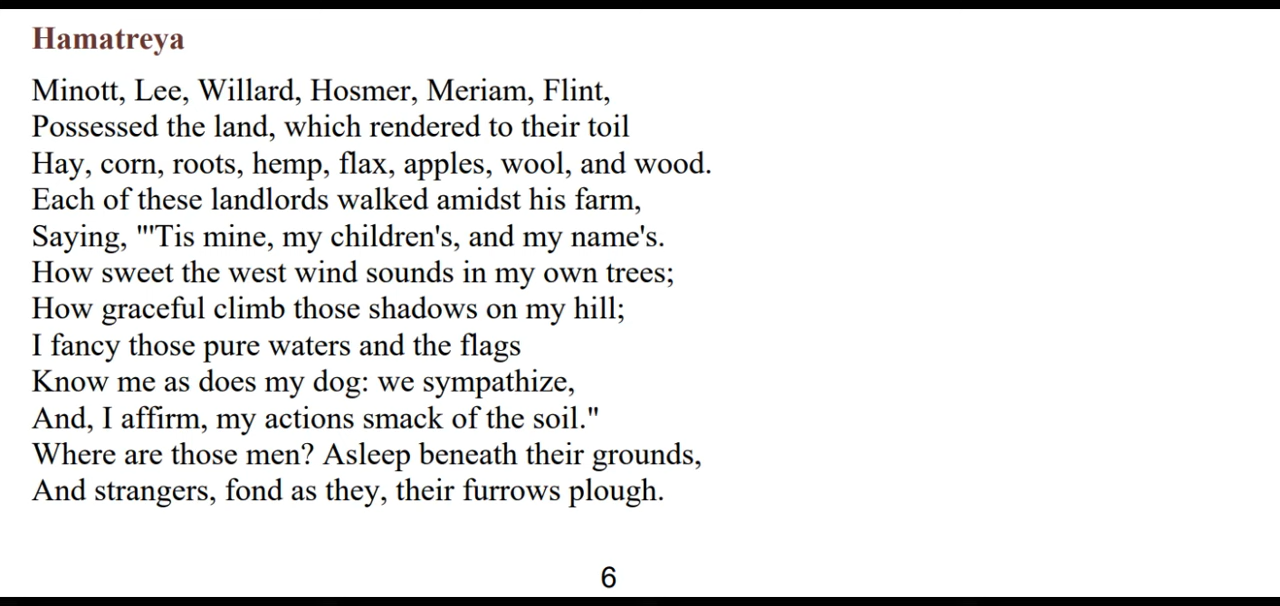 Hamatreya
Minott, Lee, Willard, Hosmer, Meriam, Flint,
Possessed the land, which rendered to their toil
Hay, corn, roots, hemp, flax, apples, wool, and wood.
Each of these landlords walked amidst his farm,
Saying, "'Tis mine, my children's, and my name's.
How sweet the west wind sounds in my own trees;
How graceful climb those shadows on my hill;
I fancy those pure waters and the flags
Know me as does my dog: we sympathize,
And, I affirm, my actions smack of the soil."
Where are those men? Asleep beneath their grounds,
And strangers, fond as they, their furrows plough.
6